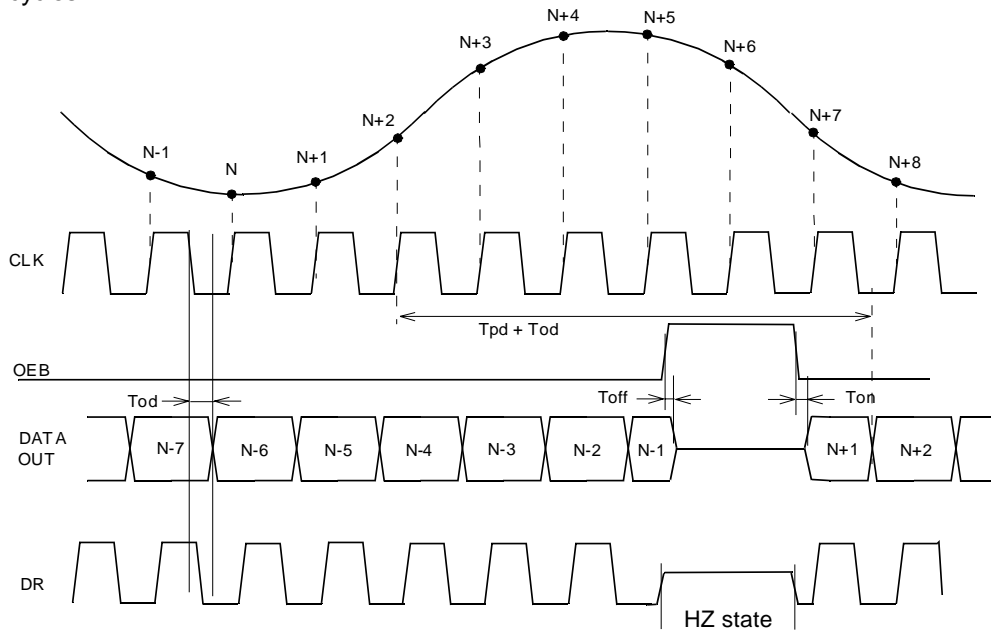 N+4
N+5
N+3
N+6
N+2
N+7
N-1
N
N+1
N+8
CLK
Tpd + Tod
OEB
Tod
Toff
Ton
DATA
OUT
N-7
N-6
N-5
N-4
N-3
N-2
N-1
N+1
N+2
DR
HZ state